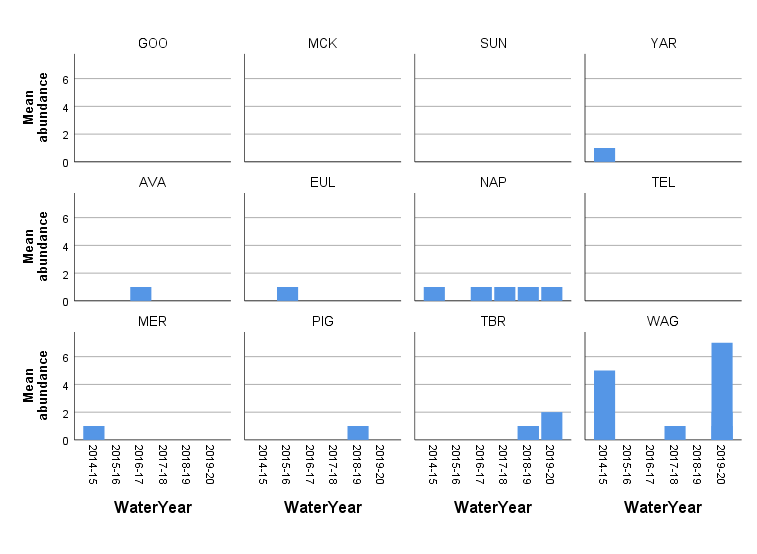 GOO MCK SUN YAR
Mean
abundance
6
4
2
0
AVA EUL NAP TEL
Mean
abundance
6
4
2
0
MER PIG TBR WAG
Mean
abundance
6
4
2
0
2014-15 2015-16 2016-17 2017-18 2018-19 2019-20 2014-15 2015-16 2016-17 2017-18 2018-19 2019-20 2014-15 2015-16 2016-17 2017-18 2018-19 2019-20 2014-15 2015-16 2016-17 2017-18 2018-19 2019-20
WaterYear WaterYear WaterYear WaterYear